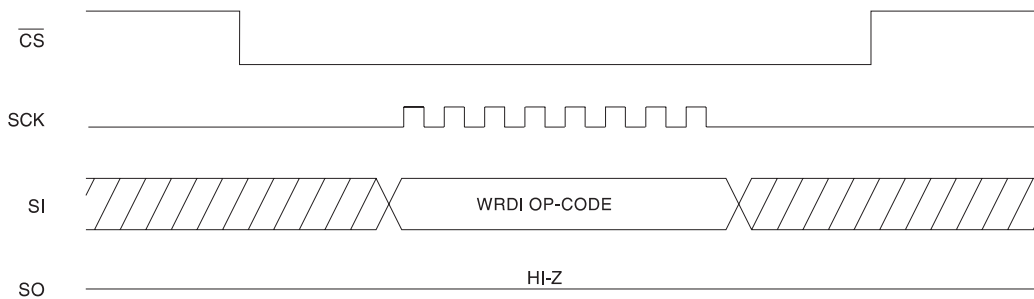 CS
SCK
SI
WRDI OP-CODE
HI-Z
SO